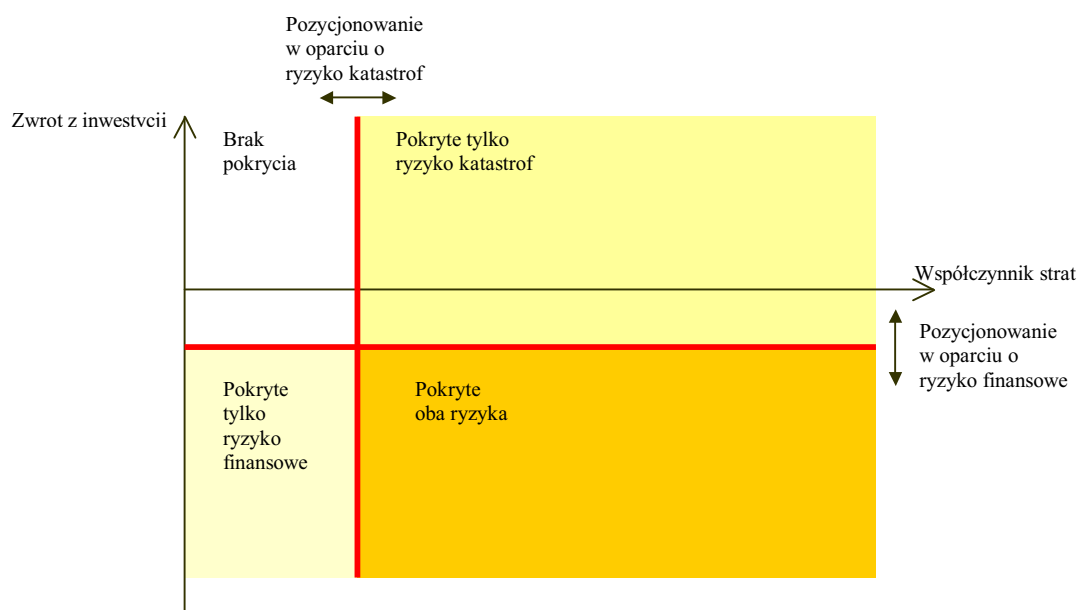 Pozycjonowanie
w oparciu o
ryzyko katastrof
Zwrot z inwestvcii
Brak
pokrycia
Pokryte tylko
ryzyko katastrof
Współczynnik strat
Pozycjonowanie
w oparciu o
ryzyko finansowe
Pokryte
tylko
ryzyko
finansowe
Pokryte
oba ryzyka